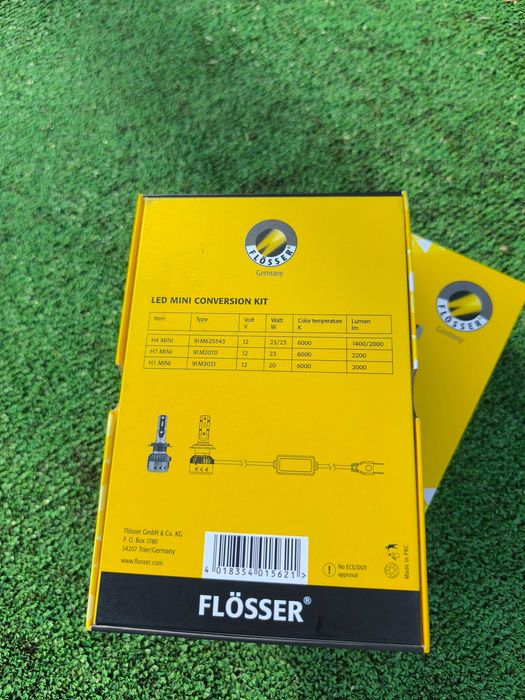 FLÖSSER®
Germany
LED MINI CONVERSION KIT
Item Type Volt V Watt W Color temperature K Lumen lm
H4 MINI 91M625543 12 23/23 6000 1400/2000
H7 MINI 91M2070 12 23 6000 2200
H1 MINI 91M3021 12 20 6000 2000
Flösser GmbH & Co. KG
P. O. Box 1780
54207 Trier/Germany
www.flosser.com
4 018354 015621 >
No ECE/DOT
approval
Made in PRC
FLÖSSER®
FLÖSSER
Germany